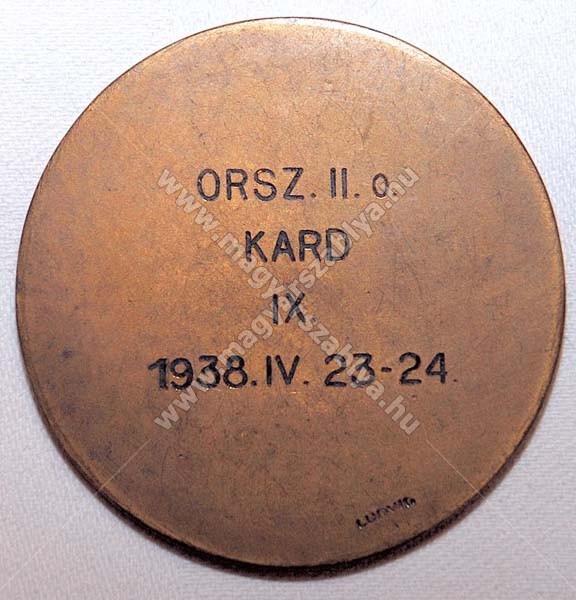 ORSZ. II. o.
KARD
IX.
1938. IV. 23-24.
LUDVIG
www.magyarszablya.hu
www.magyarszablya.hu